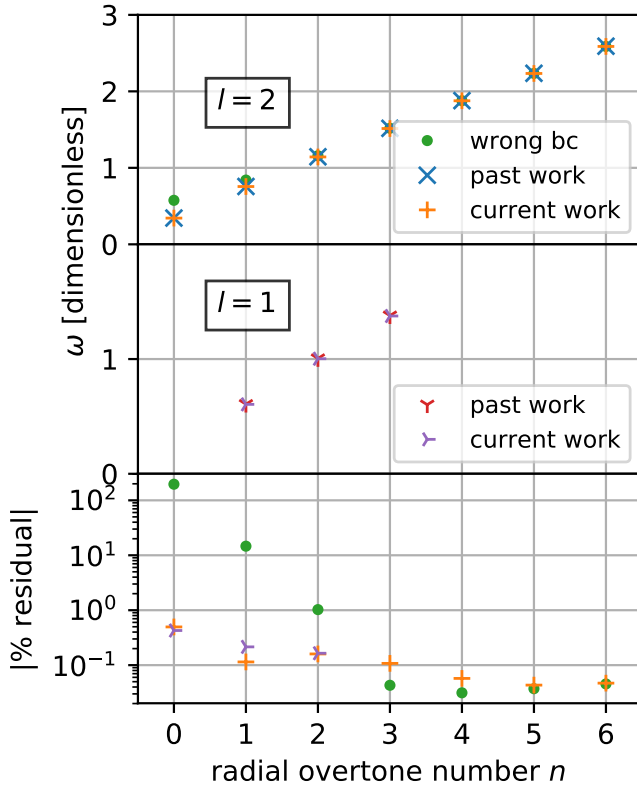 3
2
1
0
l = 2
wrong bc
past work
current work
ω [dimensionless]
1
0
l = 1
past work
current work
|% residual|
10²
10¹
10⁰
10⁻¹
0 1 2 3 4 5 6
radial overtone number n